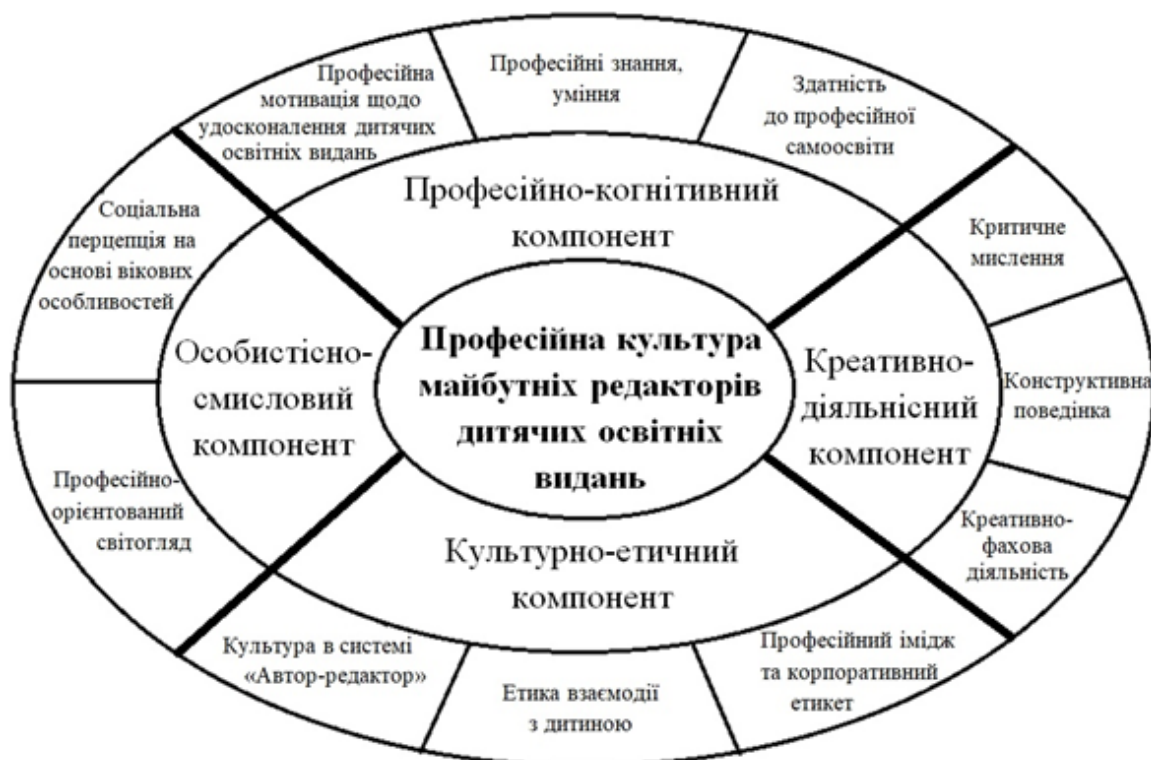 Професійна
мотивація щодо
удосконалення дитячих
освітніх видань
Професійні знання,
уміння
Здатність
до професійної
самоосвіти
Професійно-когнітивний
компонент
Соціальна
перцепція на
основі вікових
особливостей
Критичне
мислення
Професійна культура
майбутніх редакторів
дитячих освітніх
видань
Особистісно-
смисловий
компонент
Креативно-
діяльнісний
компонент
Конструктивна
поведінка
Професійно-
орієнтований
світогляд
Креативно-
фахова
діяльність
Культурно-етичний
компонент
Культура в системі
«Автор-редактор»
Етика взаємодії
з дитиною
Професійний імідж
та корпоративний
етикет